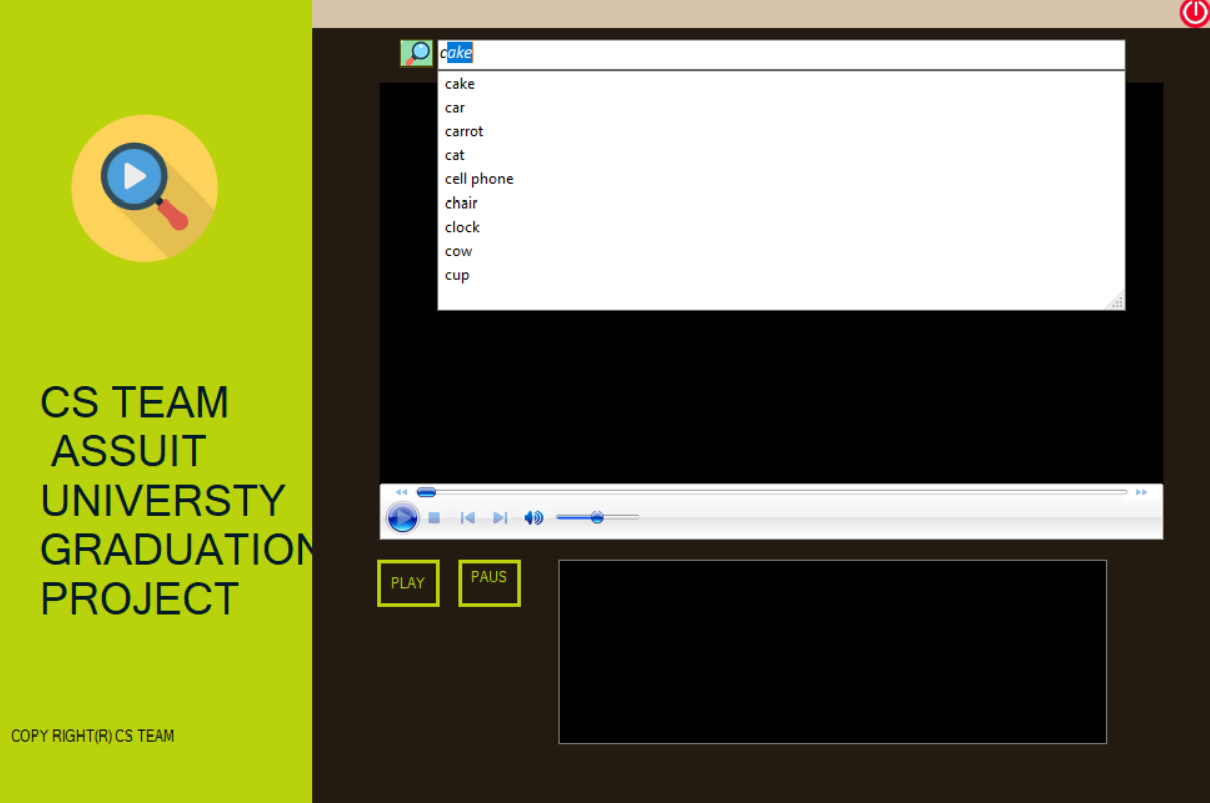 cake
cake
car
carrot
cat
cell phone
chair
clock
cow
cup
CS TEAM
ASSUIT
UNIVERSTY
GRADUATION
PROJECT
PLAY
PAUS
COPY RIGHT(R) CS TEAM